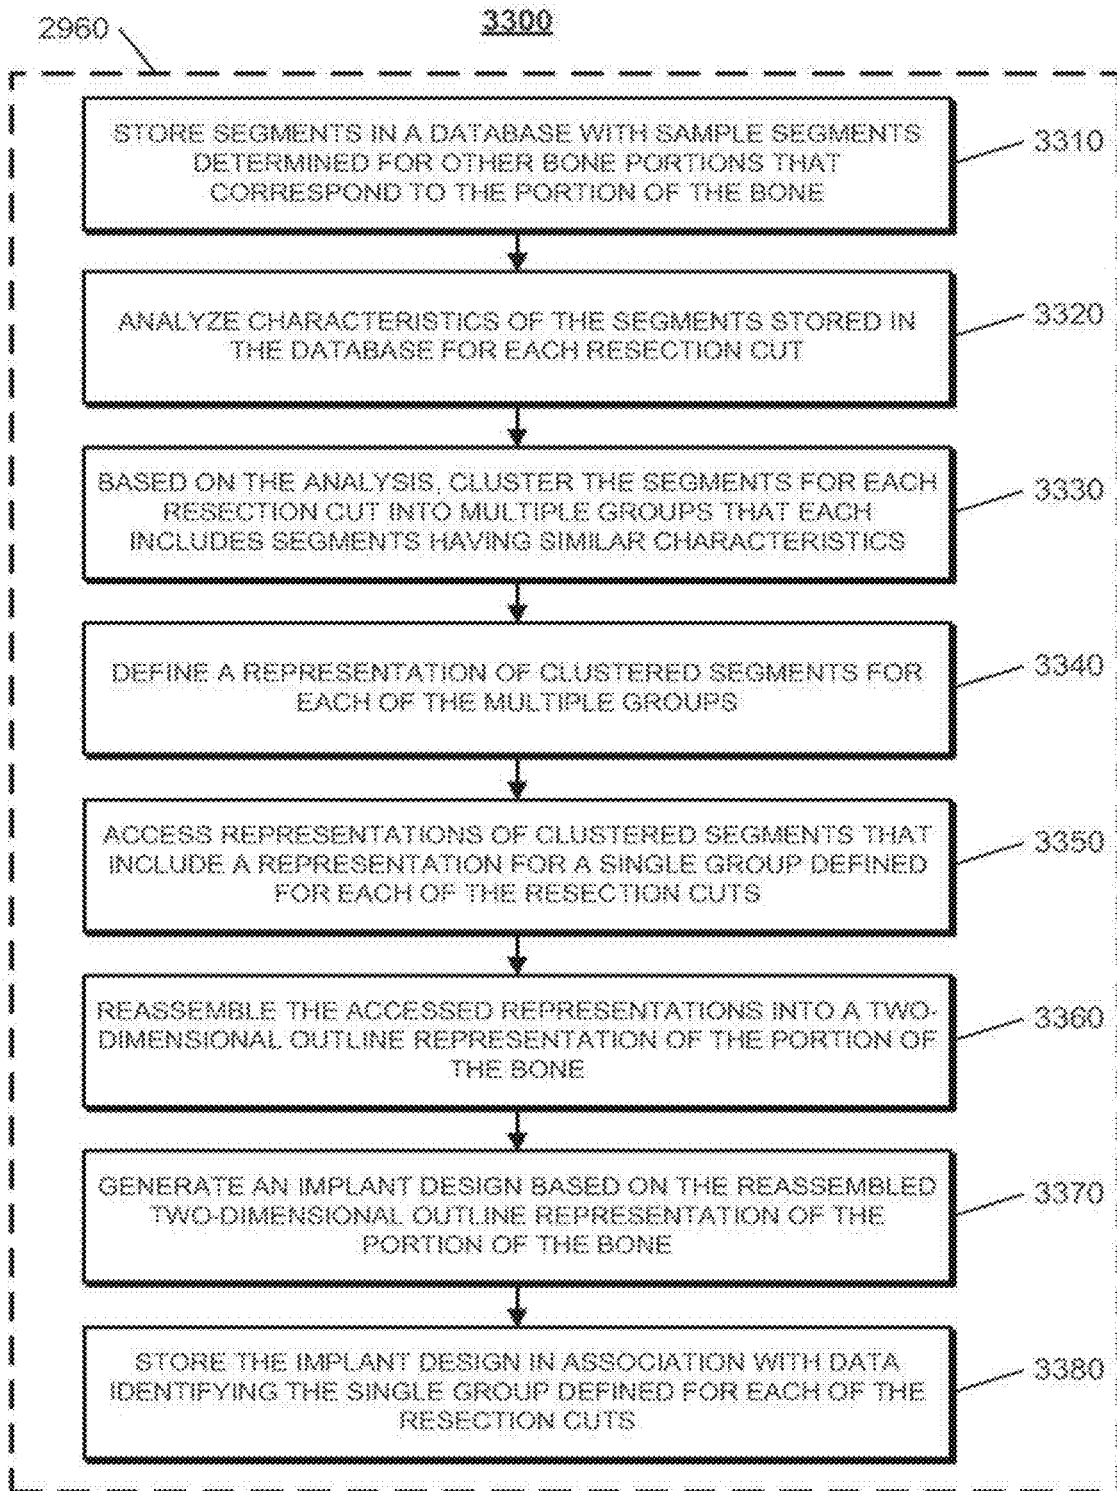 3300
2960
STORE SEGMENTS IN A DATABASE WITH SAMPLE SEGMENTS
DETERMINED FOR OTHER BONE PORTIONS THAT
CORRESPOND TO THE PORTION OF THE BONE
3310
ANALYZE CHARACTERISTICS OF THE SEGMENTS STORED IN
THE DATABASE FOR EACH RESECTION CUT
3320
BASED ON THE ANALYSIS, CLUSTER THE SEGMENTS FOR EACH
RESECTION CUT INTO MULTIPLE GROUPS THAT EACH
INCLUDES SEGMENTS HAVING SIMILAR CHARACTERISTICS
3330
DEFINE A REPRESENTATION OF CLUSTERED SEGMENTS FOR
EACH OF THE MULTIPLE GROUPS
3340
ACCESS REPRESENTATIONS OF CLUSTERED SEGMENTS THAT
INCLUDE A REPRESENTATION FOR A SINGLE GROUP DEFINED
FOR EACH OF THE RESECTION CUTS
3350
REASSEMBLE THE ACCESSED REPRESENTATIONS INTO A TWO-
DIMENSIONAL OUTLINE REPRESENTATION OF THE PORTION OF
THE BONE
3360
GENERATE AN IMPLANT DESIGN BASED ON THE REASSEMBLED
TWO-DIMENSIONAL OUTLINE REPRESENTATION OF THE
PORTION OF THE BONE
3370
STORE THE IMPLANT DESIGN IN ASSOCIATION WITH DATA
IDENTIFYING THE SINGLE GROUP DEFINED FOR EACH OF THE
RESECTION CUTS
3380